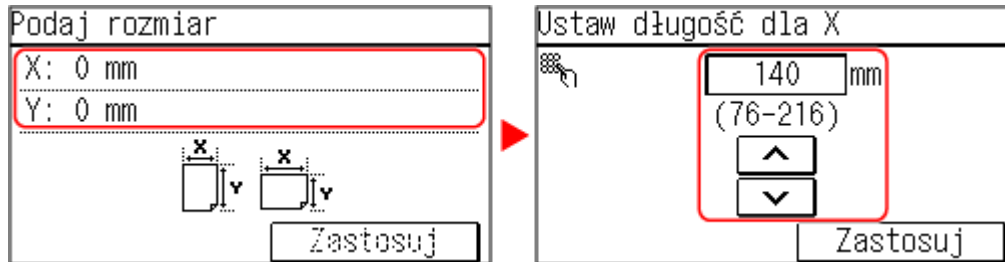 Podaj rozmiar
X: 0 mm
Y: 0 mm
X
Y
X
Y
Zastosuj
Ustaw długość dla X
140 mm
(76-216)
Zastosuj